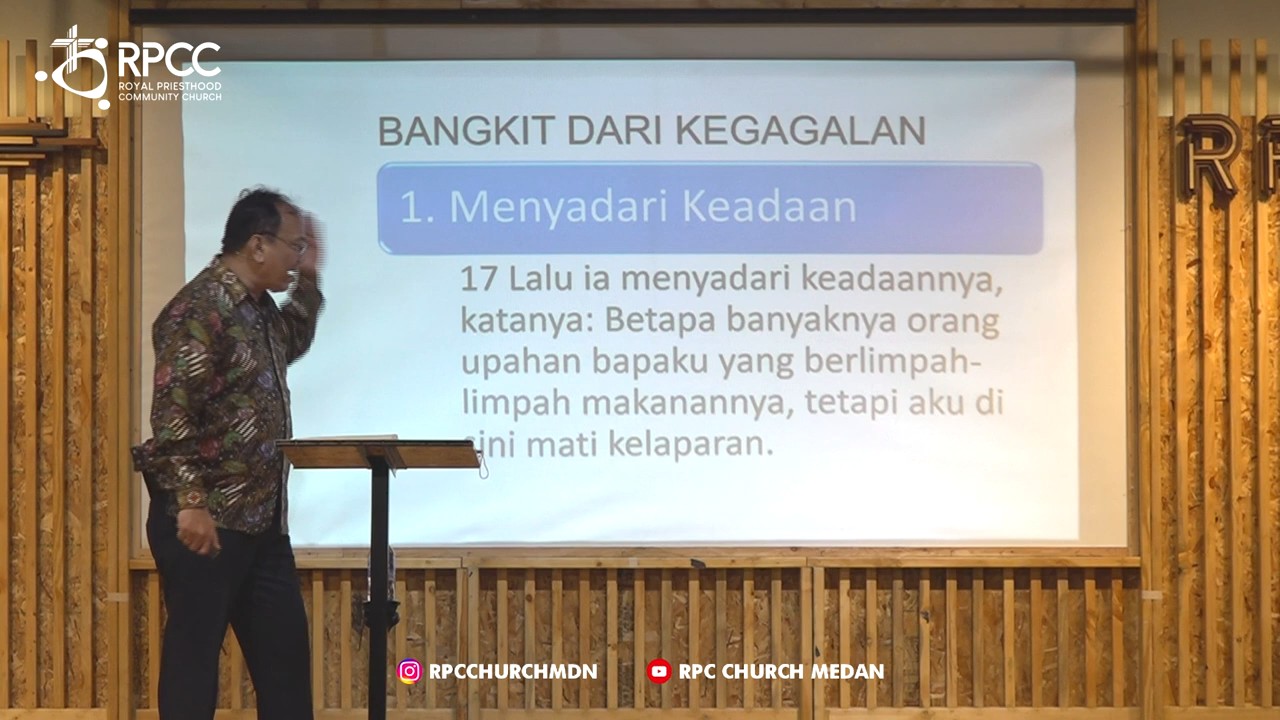 RPCC
ROYAL PRIESTHOOD
COMMUNITY CHURCH
BANGKIT DARI KEGAGALAN
1. Menyadari Keadaan
17 Lalu ia menyadari keadaannya,
katanya: Betapa banyaknya orang
upahan bapaku yang berlimpah-
limpah makanannya, tetapi aku di
sini mati kelaparan.
RP
RPCCHURCHMDN
RPC CHURCH MEDAN